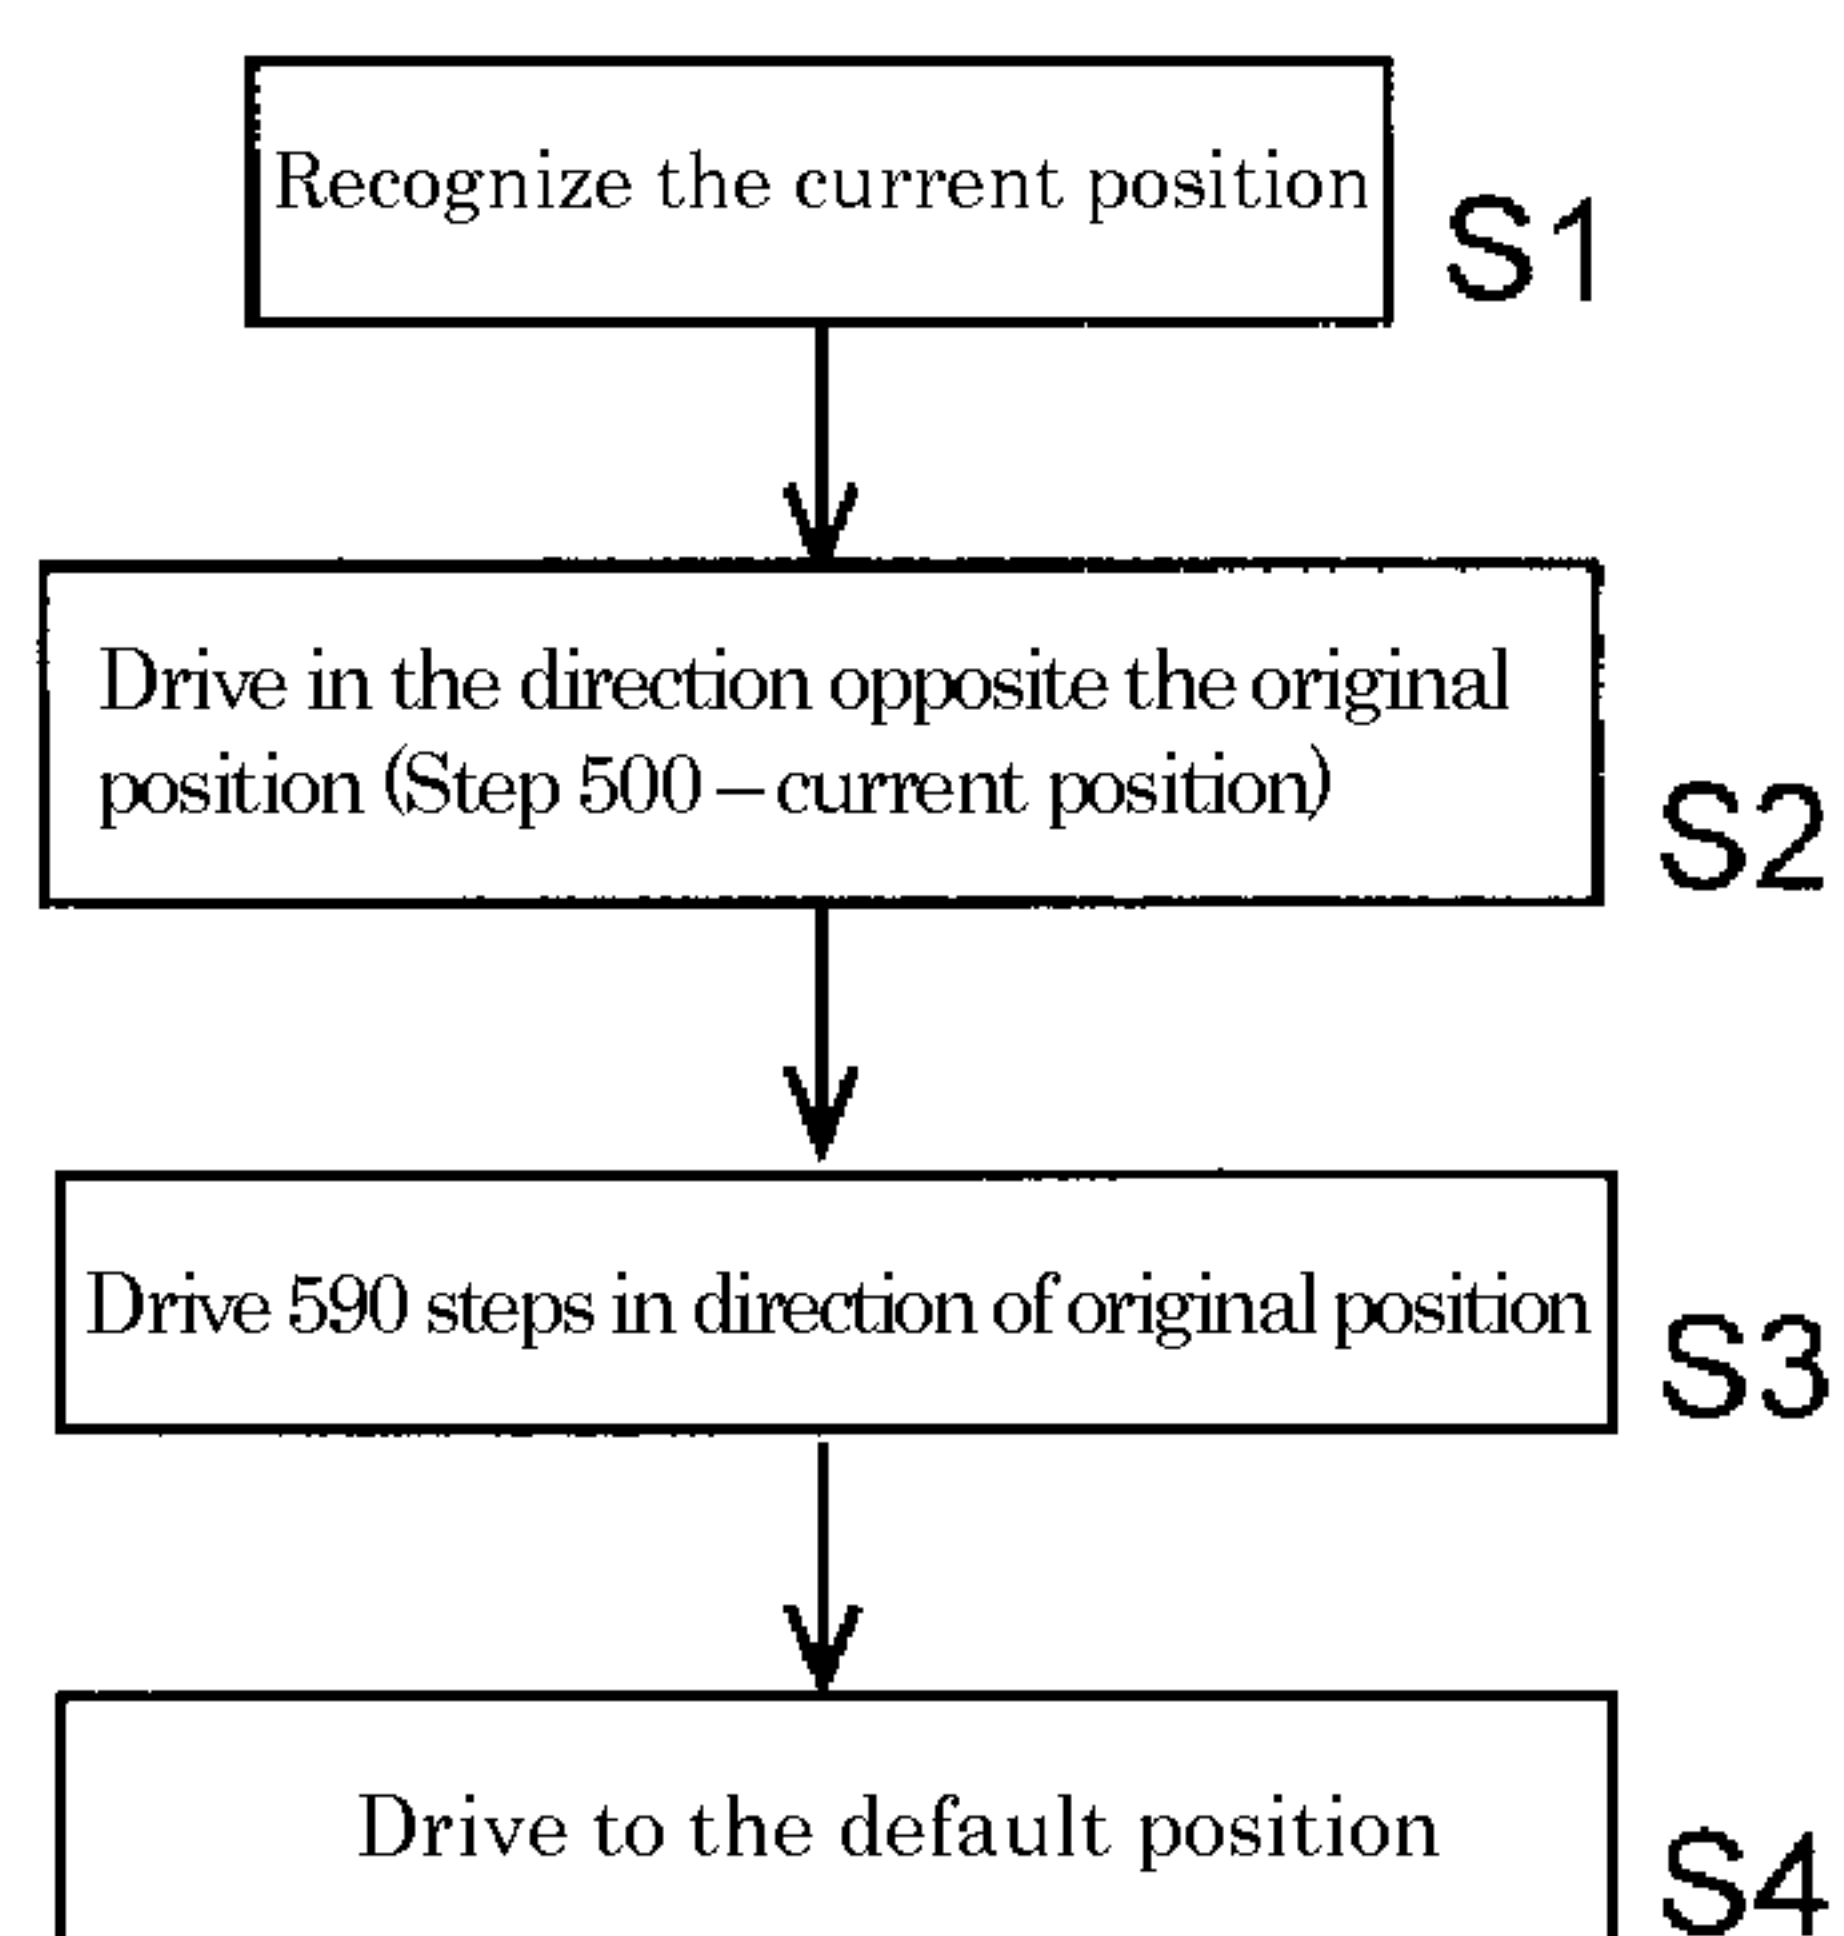 Recognize the current position
S1
Drive in the direction opposite the original
position (Step 500 – current position)
S2
Drive 590 steps in direction of original position
S3
Drive to the default position
S4